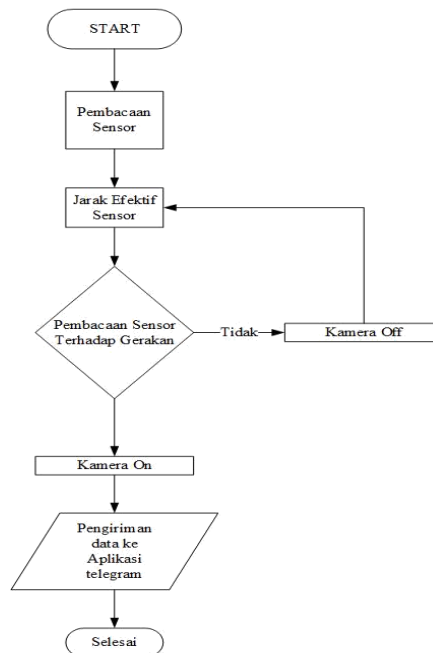 START
Pembacaan
Sensor
Jarak Efektif
Sensor
Pembacaan Sensor
Terhadap Gerakan
Tidak
Kamera Off
Kamera On
Pengiriman
data ke
Aplikasi
telegram
Selesai